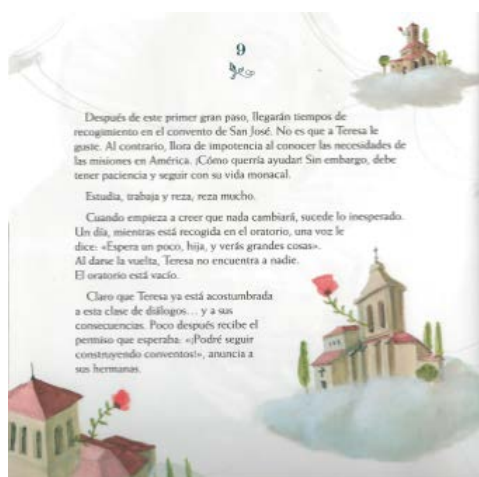 9
Después de este primer gran paso, llegarán tiempos de
recogimiento en el convento de San José. No es que a Teresa le
guste. Al contrario, llora de impotencia al conocer las necesidades de
las misiones en América. ¡Cómo querría ayudar! Sin embargo, debe
tener paciencia y seguir con su vida monacal.
Estudia, trabaja y reza, reza mucho.
Cuando empieza a creer que nada cambiará, sucede lo inesperado.
Un día, mientras está recogida en el oratorio, una voz le
dice: «Espera un poco, hija, y verás grandes cosas».
Al darse la vuelta, Teresa no encuentra a nadie.
El oratorio está vacío.
Claro que Teresa ya está acostumbrada
a esta clase de diálogos... y a sus
consecuencias. Poco después recibe el
permiso que esperaba: «¡Podré seguir
construyendo conventos!», anuncia a
sus hermanas.